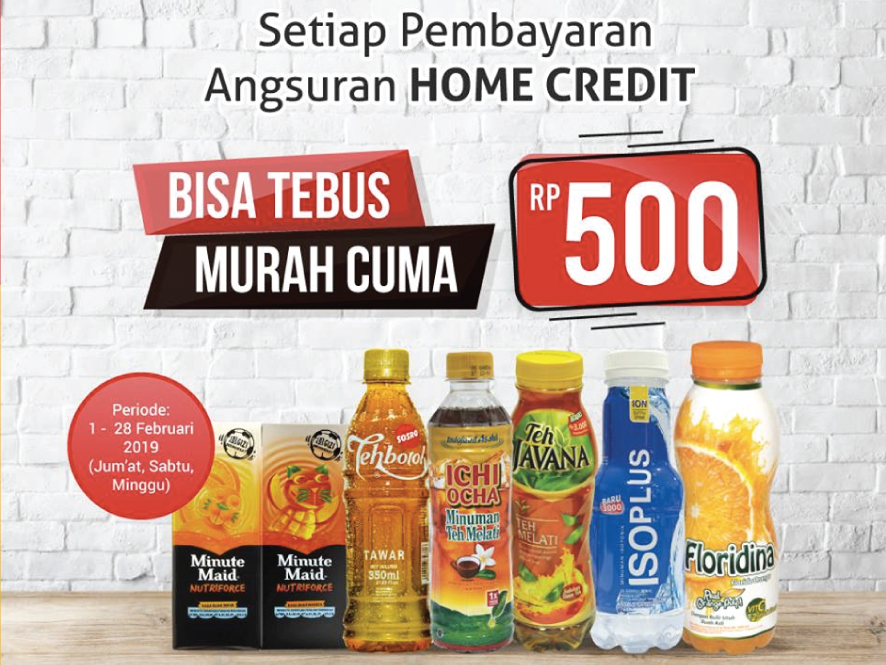 Setiap Pembayaran
Angsuran HOME CREDIT
BISA TEBUS
MURAH CUMA
RP 500
Periode:
1 - 28 Februari
2019
(Jum'at, Sabtu,
Minggu)
Minute
Maid
NUTRIFORCE
Minute
Maid
NUTRIFORCE
SOSRO
Tehbotol
TAWAR
350ml
ICHI
OCHA
Minuman
Teh Melati
Teh
JAVANA
TEH
MELATI
ION
BARU
ISOPLUS
Floridina
VIT C